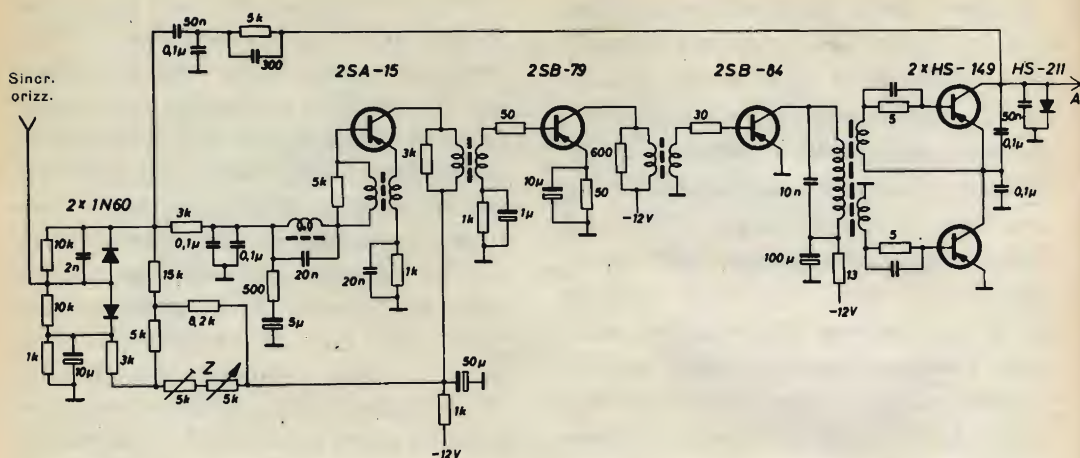 50n
5k
0,1µ
300
2SA-15
2SB-79
2SB-84
2×HS-149
HS-211
A
Sincr.
orizz.
50
30
5
50n
0,1µ
3k
600
5k
10µ
50
10n
0,1µ
2× 1N60
3k
1k
1µ
-12V
5
10k
2n
0,1µ
0,1µ
20n
20n
1k
100µ
13
15k
500
-12V
10k
8,2k
5µ
1k
10µ
3k
5k
Z
50µ
5k
5k
1k
-12V